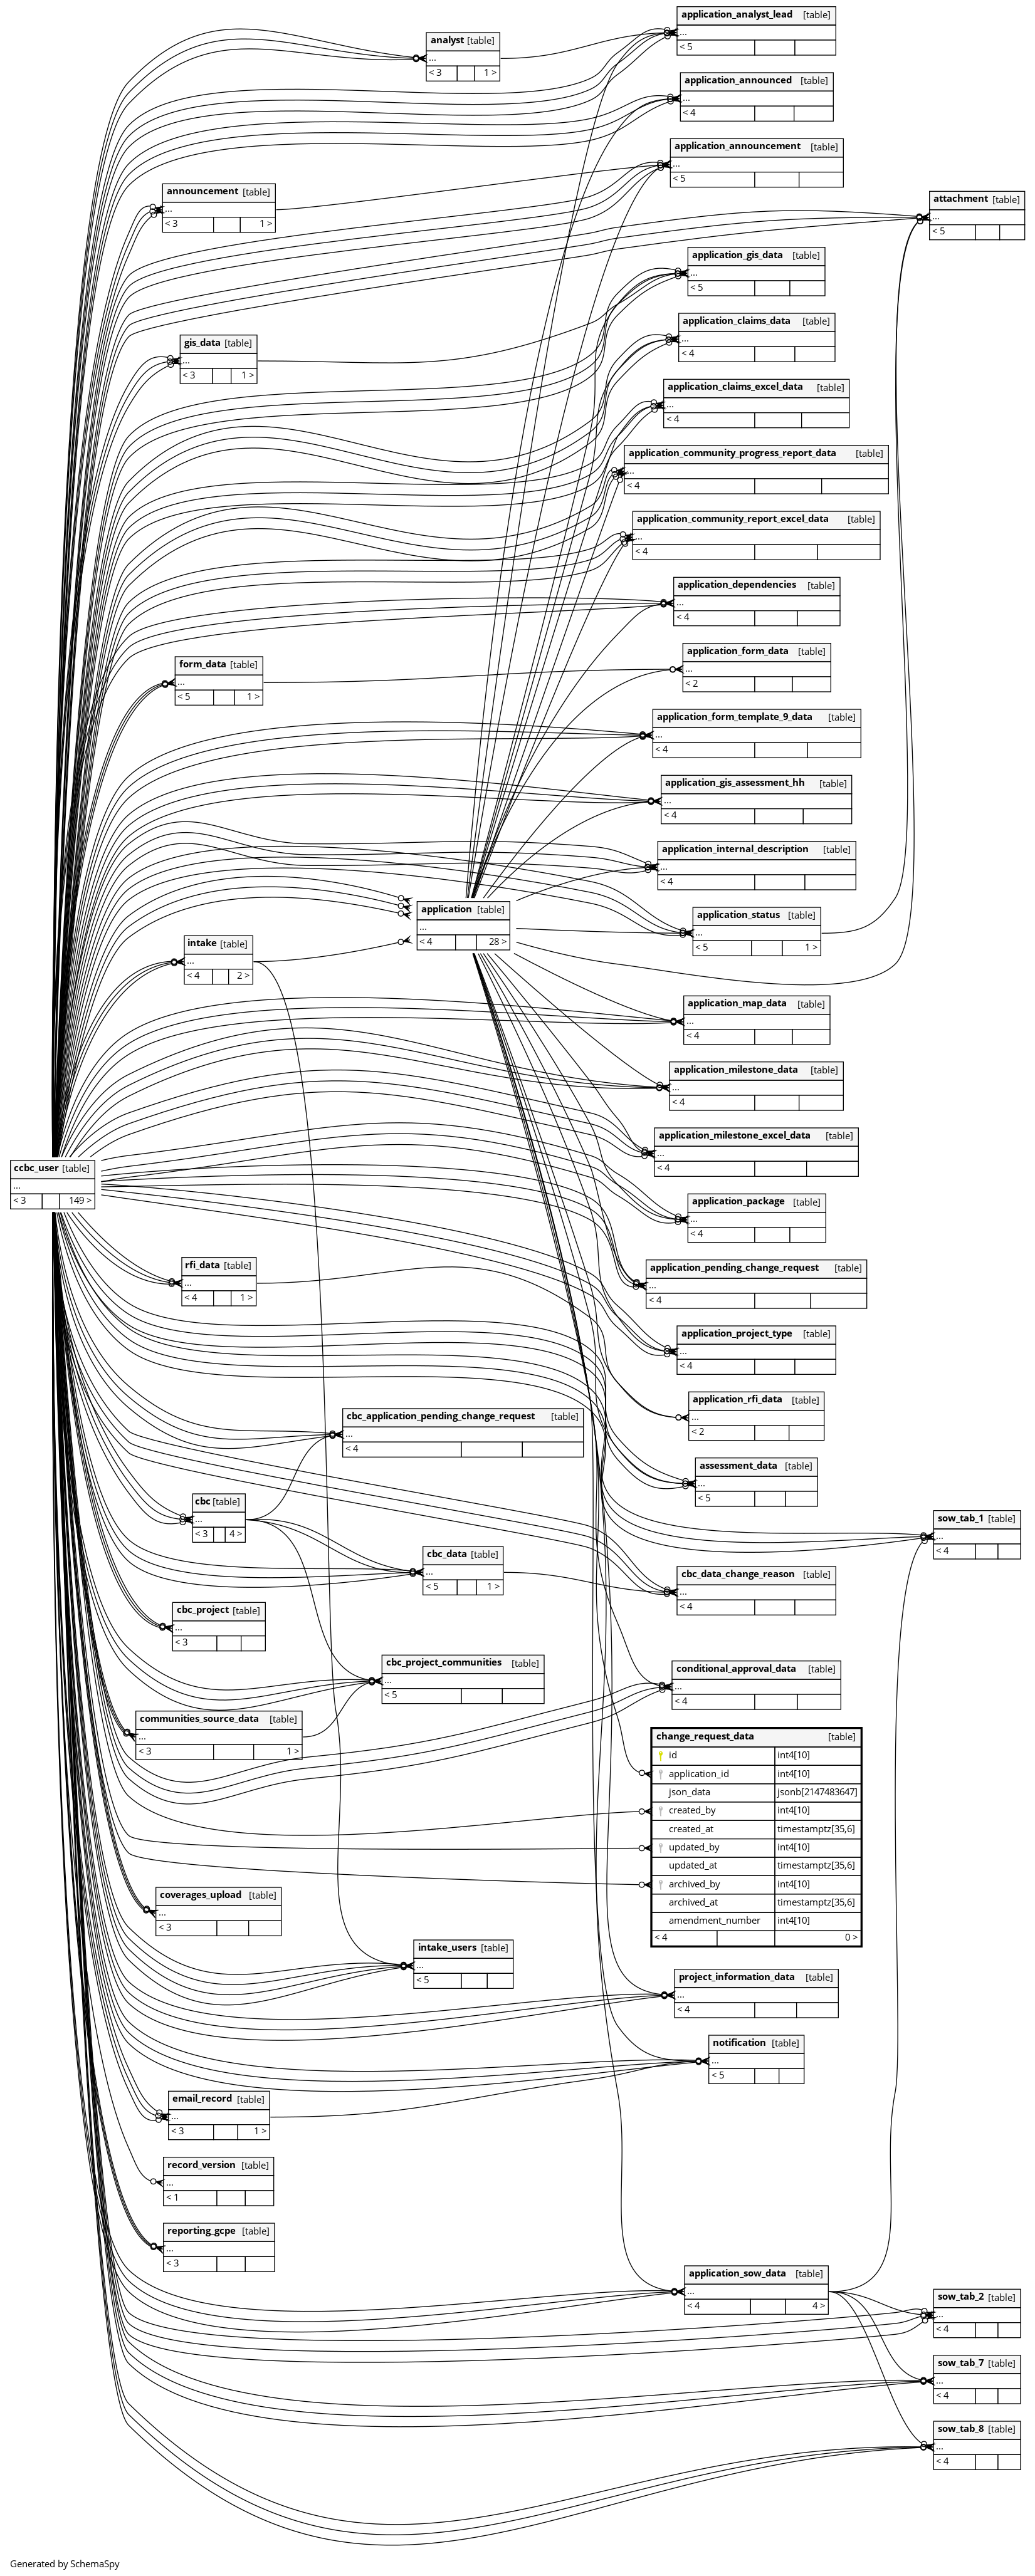 application_analyst_lead [table]
...
< 5
analyst [table]
...
< 3 1 >
application_announced [table]
...
< 4
application_announcement [table]
...
< 5
announcement [table]
...
< 3 1 >
attachment [table]
...
< 5
application_gis_data [table]
...
< 5
application_claims_data [table]
...
< 4
gis_data [table]
...
< 3 1 >
application_claims_excel_data [table]
...
< 4
application_community_progress_report_data [table]
...
< 4
application_community_report_excel_data [table]
...
< 4
application_dependencies [table]
...
< 4
application_form_data [table]
...
< 2
form_data [table]
...
< 5 1 >
application_form_template_9_data [table]
...
< 4
application_gis_assessment_hh [table]
...
< 4
application_internal_description [table]
...
< 4
application [table]
...
< 4 28 >
application_status [table]
...
< 5 1 >
intake [table]
...
< 4 2 >
application_map_data [table]
...
< 4
application_milestone_data [table]
...
< 4
application_milestone_excel_data [table]
...
< 4
ccbc_user [table]
...
< 3 149 >
application_package [table]
...
< 4
rfi_data [table]
...
< 4 1 >
application_pending_change_request [table]
...
< 4
application_project_type [table]
...
< 4
application_rfi_data [table]
...
< 2
cbc_application_pending_change_request [table]
...
< 4
assessment_data [table]
...
< 5
cbc [table]
...
< 3 4 >
sow_tab_1 [table]
...
< 4
cbc_data [table]
...
< 5 1 >
cbc_data_change_reason [table]
...
< 4
cbc_project [table]
...
< 3
cbc_project_communities [table]
...
< 5
conditional_approval_data [table]
...
< 4
communities_source_data [table]
...
< 3 1 >
change_request_data [table]
id int4[10]
application_id int4[10]
json_data jsonb[2147483647]
created_by int4[10]
created_at timestamptz[35,6]
updated_by int4[10]
updated_at timestamptz[35,6]
archived_by int4[10]
archived_at timestamptz[35,6]
amendment_number int4[10]
< 4 0 >
coverages_upload [table]
...
< 3
intake_users [table]
...
< 5
project_information_data [table]
...
< 4
notification [table]
...
< 5
email_record [table]
...
< 3 1 >
record_version [table]
...
< 1
reporting_gcpe [table]
...
< 3
application_sow_data [table]
...
< 4 4 >
sow_tab_2 [table]
...
< 4
sow_tab_7 [table]
...
< 4
sow_tab_8 [table]
...
< 4
Generated by SchemaSpy